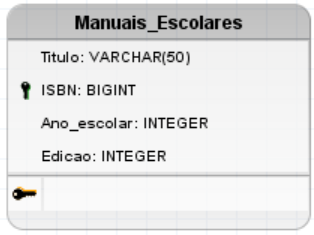 Manuais_Escolares
Titulo: VARCHAR(50)
ISBN: BIGINT
Ano_escolar: INTEGER
Edicao: INTEGER